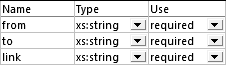 Name Type Use
from xs:string required
to xs:string required
link xs:string required